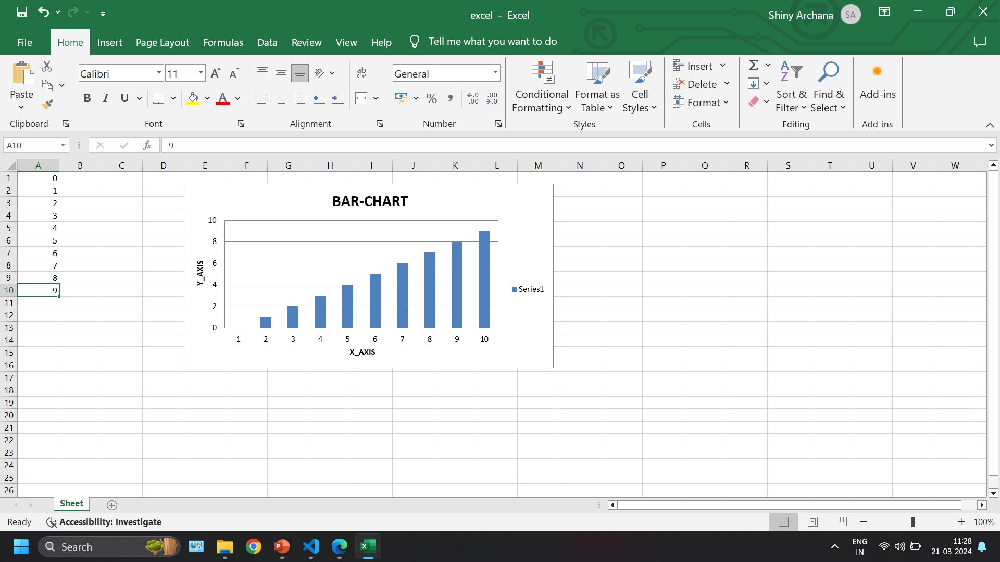 excel - Excel
Shiny Archana SA
File Home Insert Page Layout Formulas Data Review View Help Tell me what you want to do
Calibri 11 ab General Insert
Paste Conditional Format as Cell Delete Sort & Find & Add-ins
Formatting Table Styles Format Filter Select
Clipboard Font Alignment Number Styles Cells Editing Add-ins
A10 fx 9
A B C D E F G H I J K L M N O P Q R S T U V W
1 0
2 1
3 2
4 3
5 4
6 5
7 6
8 7
9 8
10 9
11
12
13
14
15
16
17
18
19
20
21
22
23
24
25
26
BAR-CHART
10
8
6
4
2
0
Y_AXIS
1 2 3 4 5 6 7 8 9 10
X_AXIS
Series1
Sheet
Ready Accessibility: Investigate 100%
Search
ENG
IN
11:28
21-03-2024